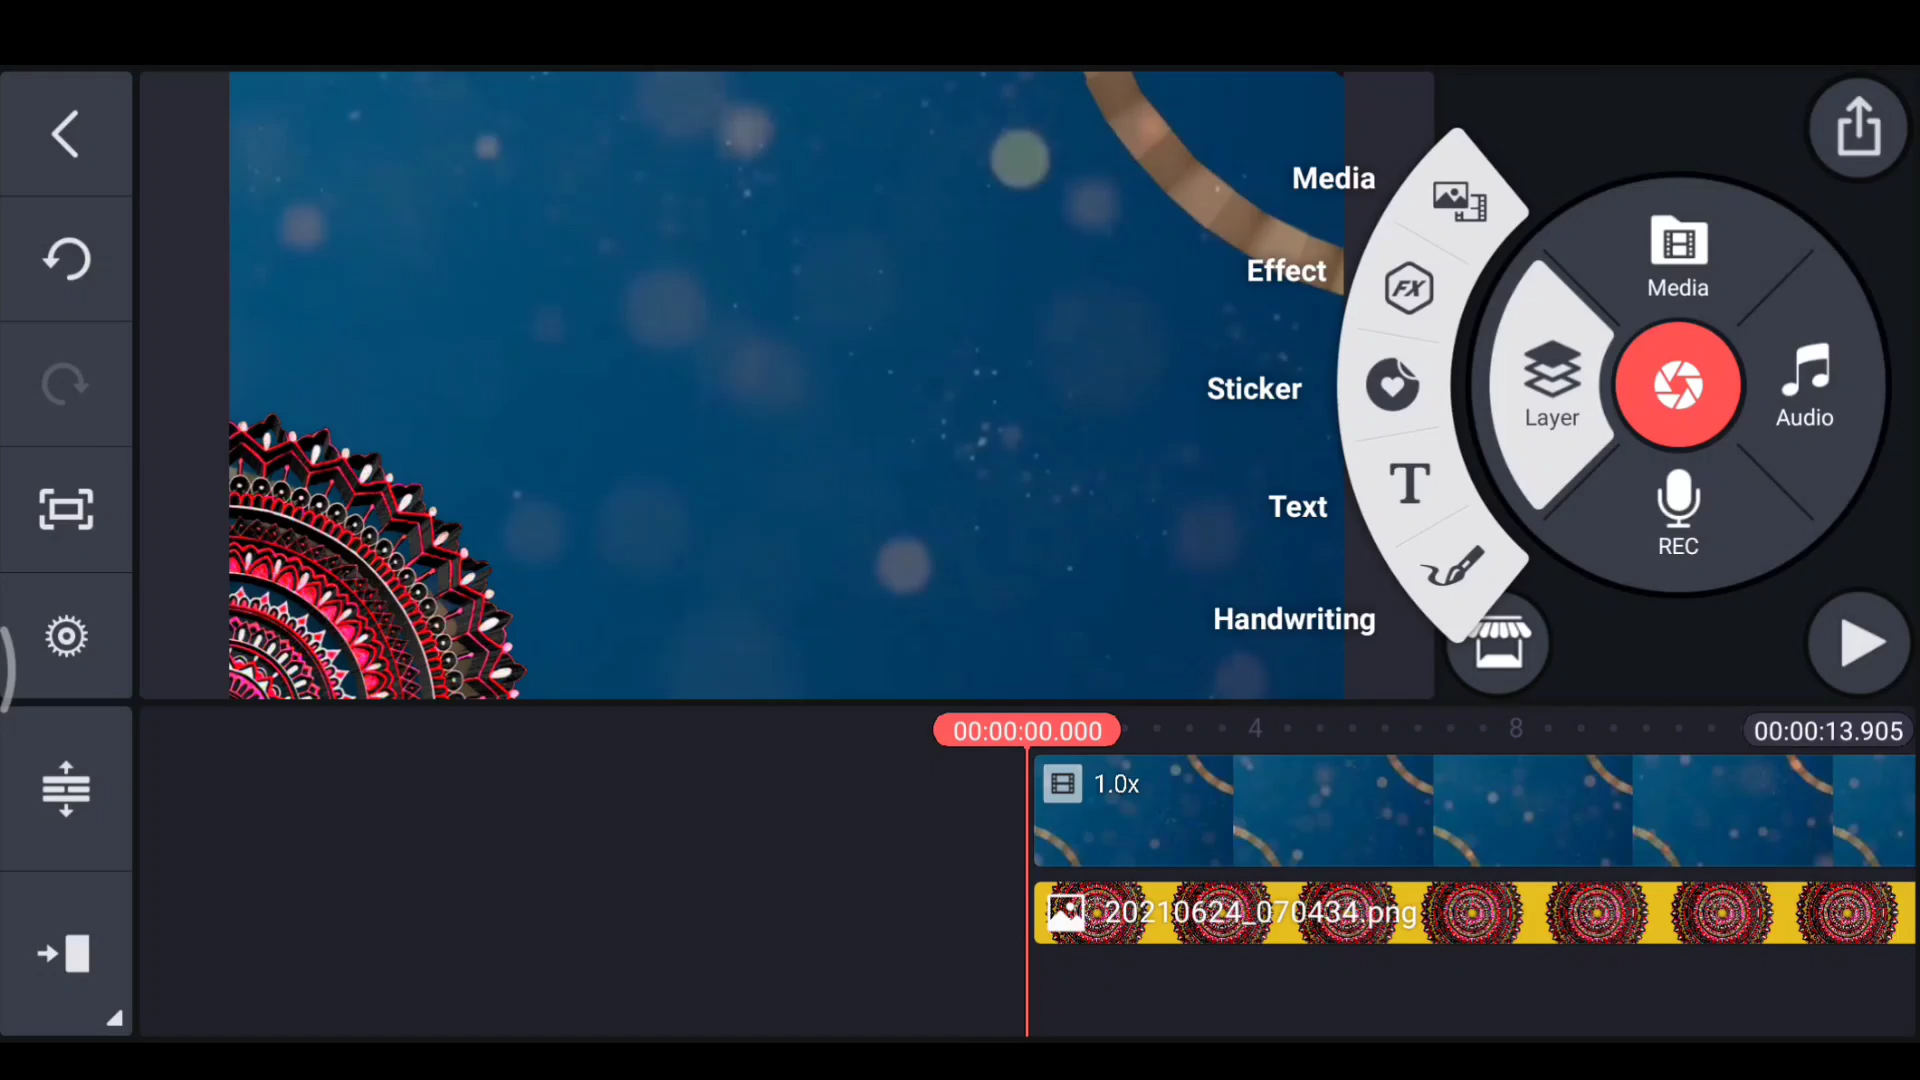 Media
Effect
Sticker
Text
Handwriting
FX
Media
Layer
Audio
REC
T
00:00:00.000
4
8
00:00:13.905
1.0x
20210624_070434.png